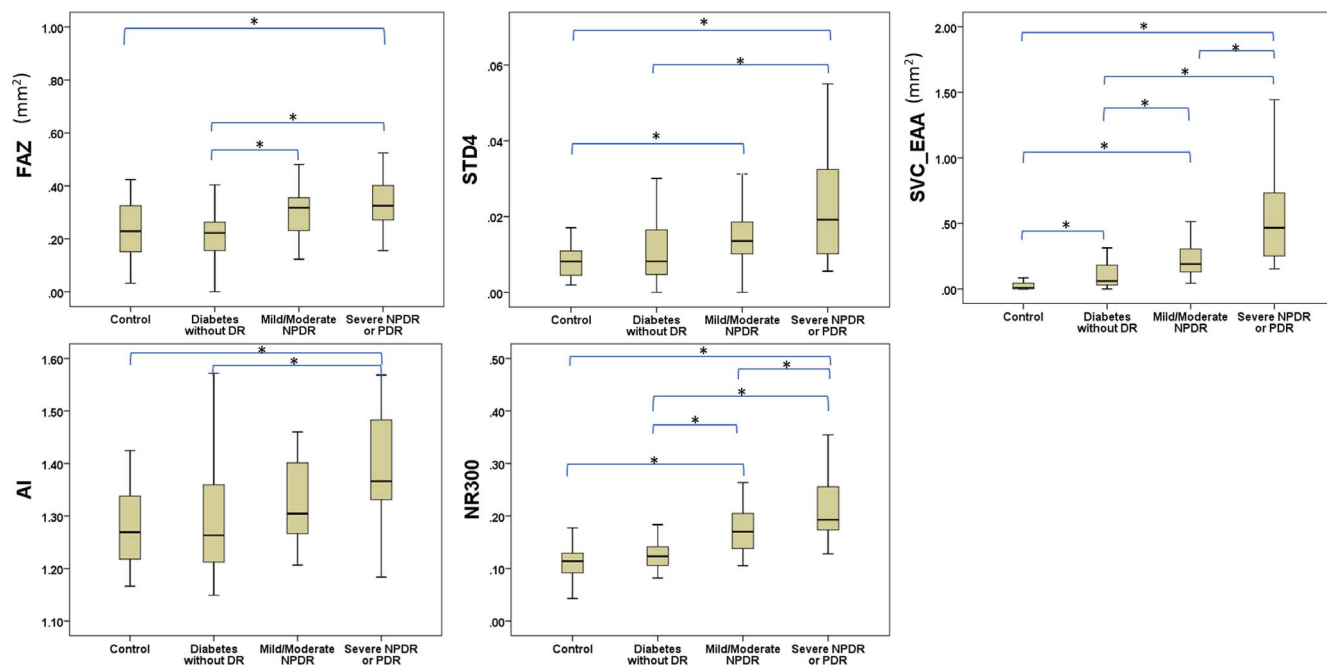 FAZ (mm²)
1.00
.80
.60
.40
.20
.00
*
*
*
Control
Diabetes
without DR
Mild/Moderate
NPDR
Severe NPDR
or PDR
STD4
.06
.04
.02
.00
*
*
*
Control
Diabetes
without DR
Mild/Moderate
NPDR
Severe NPDR
or PDR
SVC_EAA (mm²)
2.00
1.50
1.00
.50
.00
*
*
*
*
*
*
Control
Diabetes
without DR
Mild/Moderate
NPDR
Severe NPDR
or PDR
AI
1.60
1.50
1.40
1.30
1.20
1.10
*
*
Control
Diabetes
without DR
Mild/Moderate
NPDR
Severe NPDR
or PDR
NR300
.50
.40
.30
.20
.10
.00
*
*
*
*
*
Control
Diabetes
without DR
Mild/Moderate
NPDR
Severe NPDR
or PDR